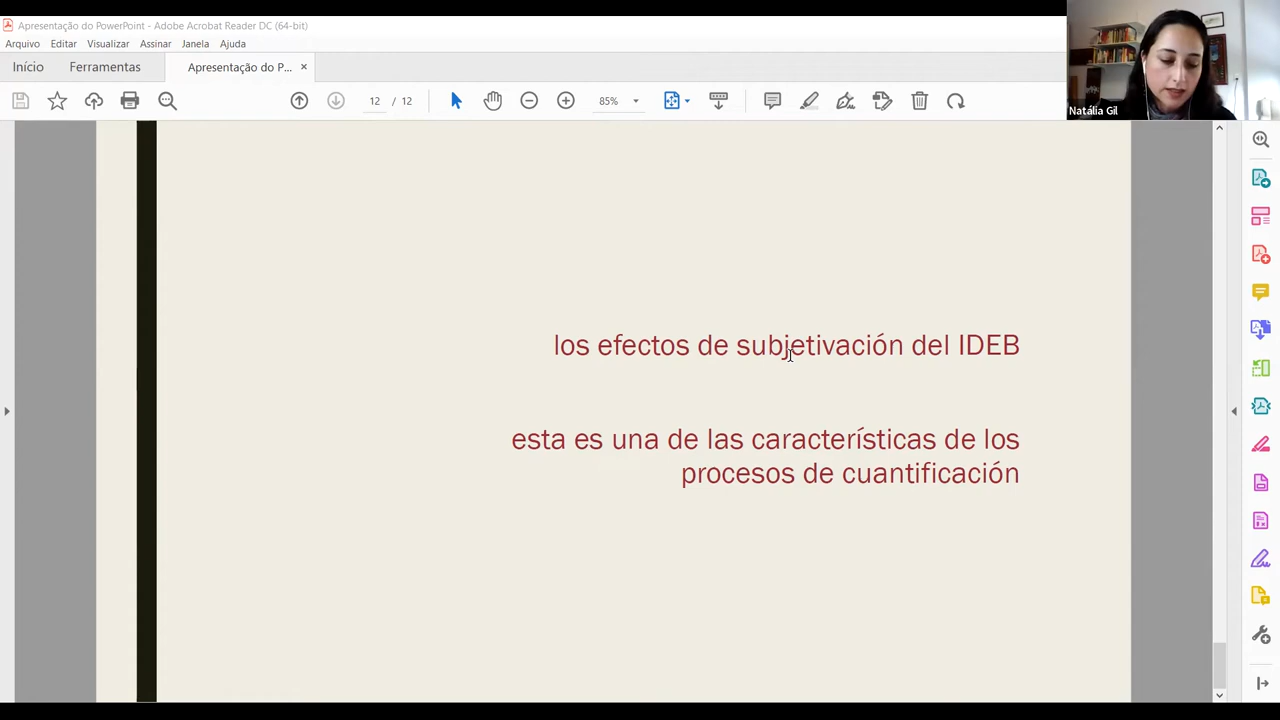 Apresentação do PowerPoint - Adobe Acrobat Reader DC (64-bit)
Arquivo Editar Visualizar Assinar Janela Ajuda
Início Ferramentas Apresentação do P... ×
12 / 12 85%
Natália Gil
los efectos de subjetivación del IDEB
esta es una de las características de los
procesos de cuantificación